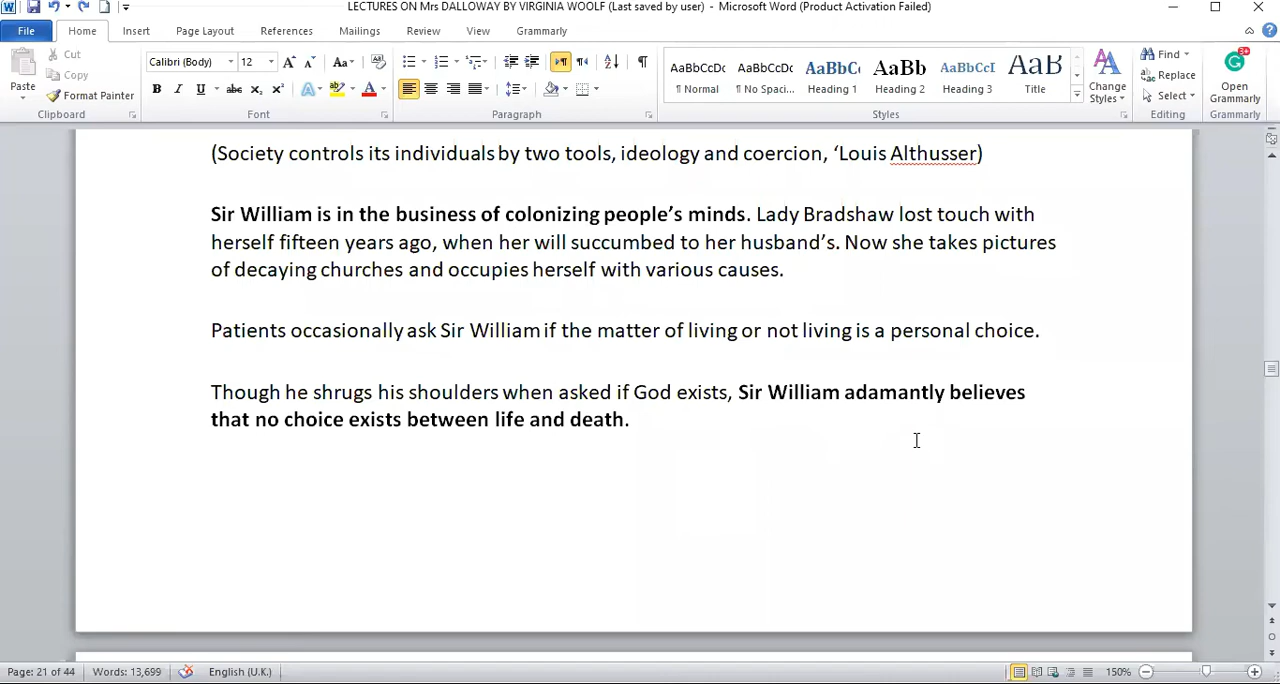 LECTURES ON Mrs DALLOWAY BY VIRGINIA WOOLF (Last saved by user) - Microsoft Word (Product Activation Failed)
File Home Insert Page Layout References Mailings Review View Grammarly
Calibri (Body) 12
Cut
Copy
Paste
Format Painter
Find
Replace
Select
AaBbCcDc AaBbCcDc AaBbC AaBb AaBbCcI AaB
¶ Normal ¶ No Spaci... Heading 1 Heading 2 Heading 3 Title
Change Styles
Open Grammarly
Clipboard Font Paragraph Styles Editing Grammarly
(Society controls its individuals by two tools, ideology and coercion, ‘Louis Althusser)
Sir William is in the business of colonizing people’s minds. Lady Bradshaw lost touch with
herself fifteen years ago, when her will succumbed to her husband’s. Now she takes pictures
of decaying churches and occupies herself with various causes.
Patients occasionally ask Sir William if the matter of living or not living is a personal choice.
Though he shrugs his shoulders when asked if God exists, Sir William adamantly believes
that no choice exists between life and death.
Page: 21 of 44 Words: 13,699 English (U.K.) 150%